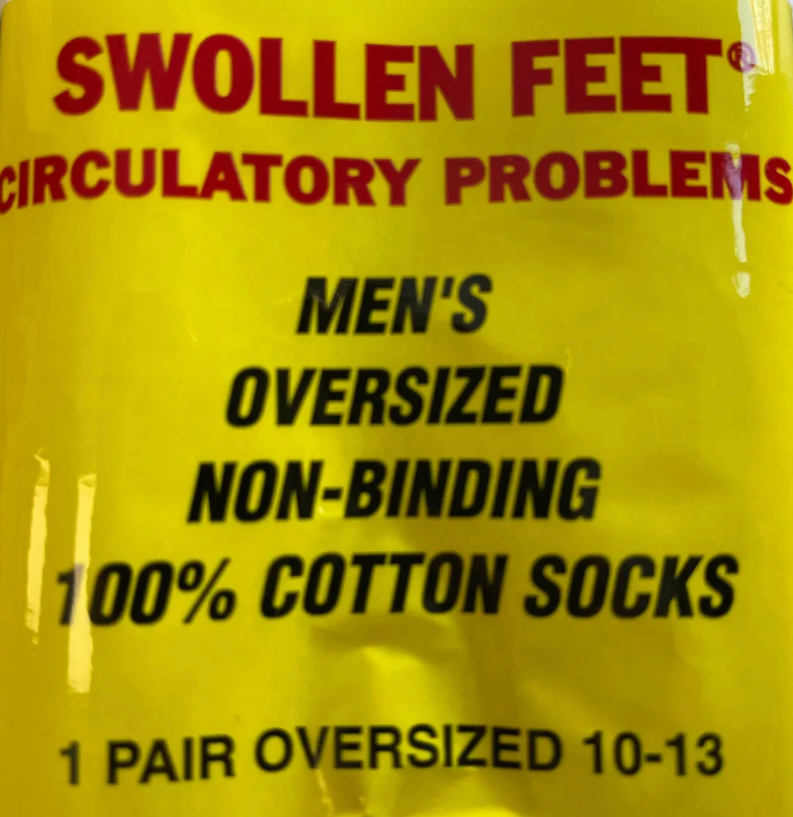 SWOLLEN FEET®
CIRCULATORY PROBLEMS
MEN'S
OVERSIZED
NON-BINDING
100% COTTON SOCKS
1 PAIR OVERSIZED 10-13